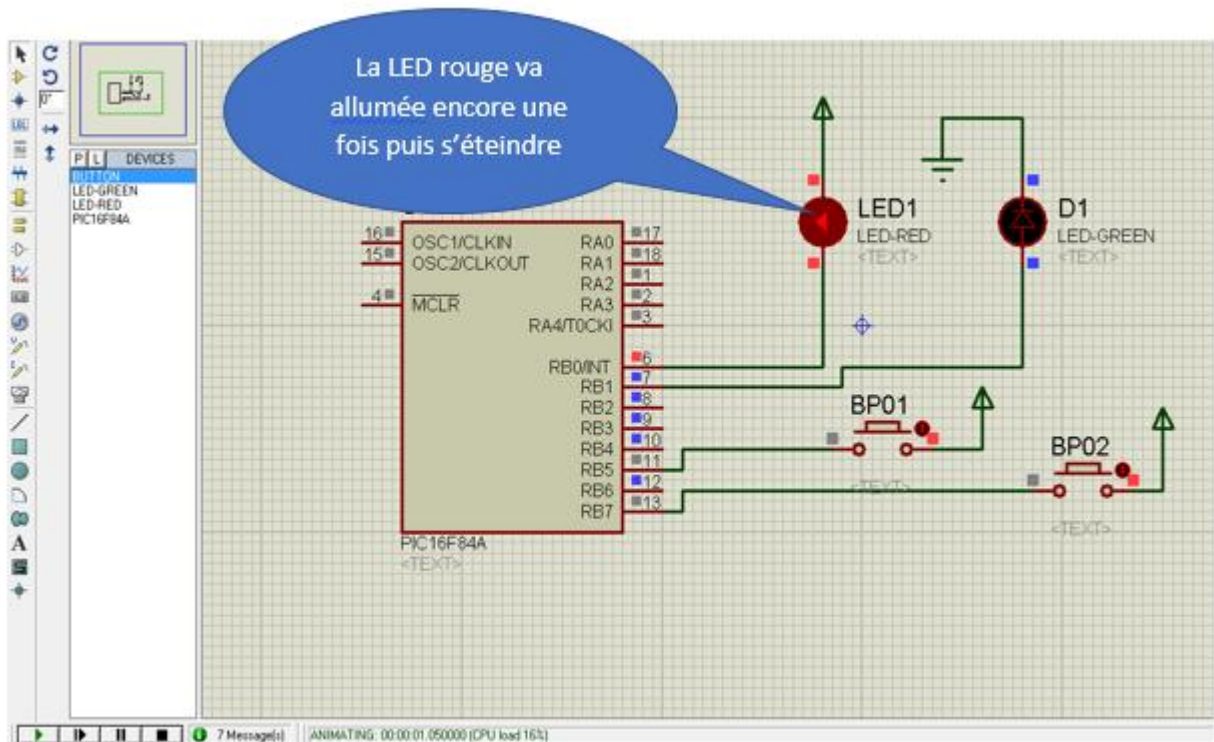 La LED rouge va
allumée encore une
fois puis s'éteindre
0°
LBL
P L DEVICES
BUTTON
LED-GREEN
LED-RED
PIC16F84A
16 OSC1/CLKIN RA0 17
15 OSC2/CLKOUT RA1 18
RA2 1
4 MCLR RA3 2
RA4/T0CKI 3
RB0/INT 6
RB1 7
RB2 8
RB3 9
RB4 10
RB5 11
RB6 12
RB7 13
PIC16F84A
<TEXT>
LED1
LED-RED
<TEXT>
D1
LED-GREEN
<TEXT>
BP01
<TEXT>
BP02
<TEXT>
A
7 Message(s) ANIMATING: 00:00:01.050000 (CPU load 16%)